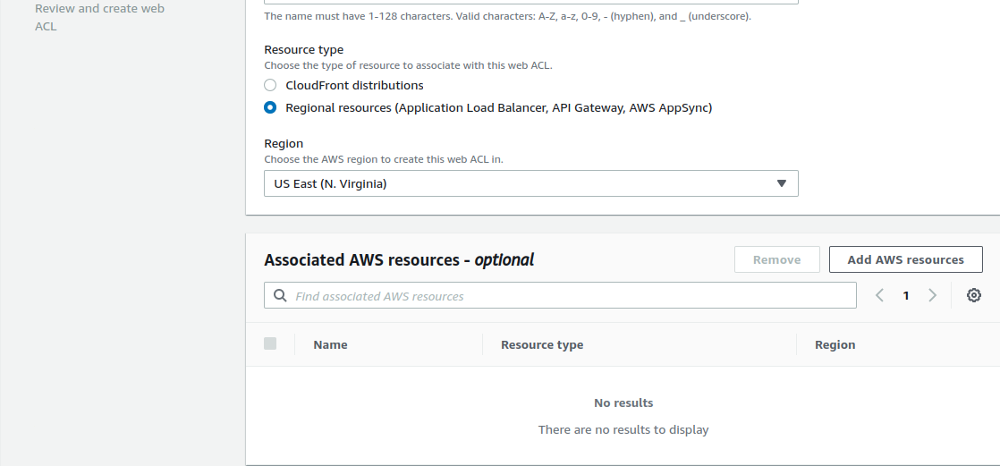 Review and create web
ACL
The name must have 1-128 characters. Valid characters: A-Z, a-z, 0-9, - (hyphen), and _ (underscore).
Resource type
Choose the type of resource to associate with this web ACL.
CloudFront distributions
Regional resources (Application Load Balancer, API Gateway, AWS AppSync)
Region
Choose the AWS region to create this web ACL in.
US East (N. Virginia)
Associated AWS resources - optional
Remove
Add AWS resources
Find associated AWS resources
1
Name
Resource type
Region
No results
There are no results to display